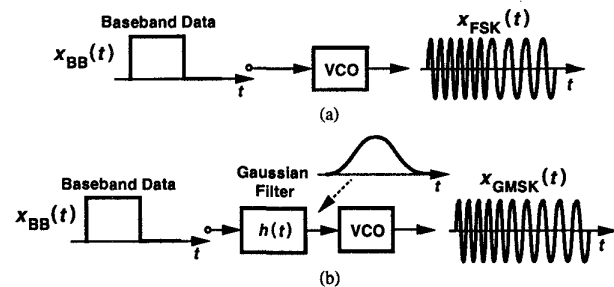 Baseband Data
x_BB(t)
t
VCO
x_FSK(t)
t
(a)
Baseband Data
x_BB(t)
t
Gaussian
Filter
h(t)
t
VCO
x_GMSK(t)
t
(b)